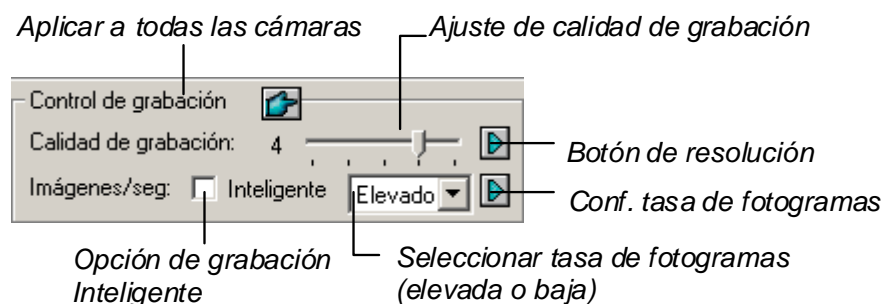 Aplicar a todas las cámaras
Ajuste de calidad de grabación
Control de grabación
Calidad de grabación: 4
Botón de resolución
Imágenes/seg: Inteligente Elevado
Conf. tasa de fotogramas
Opción de grabación
Inteligente
Seleccionar tasa de fotogramas
(elevada o baja)